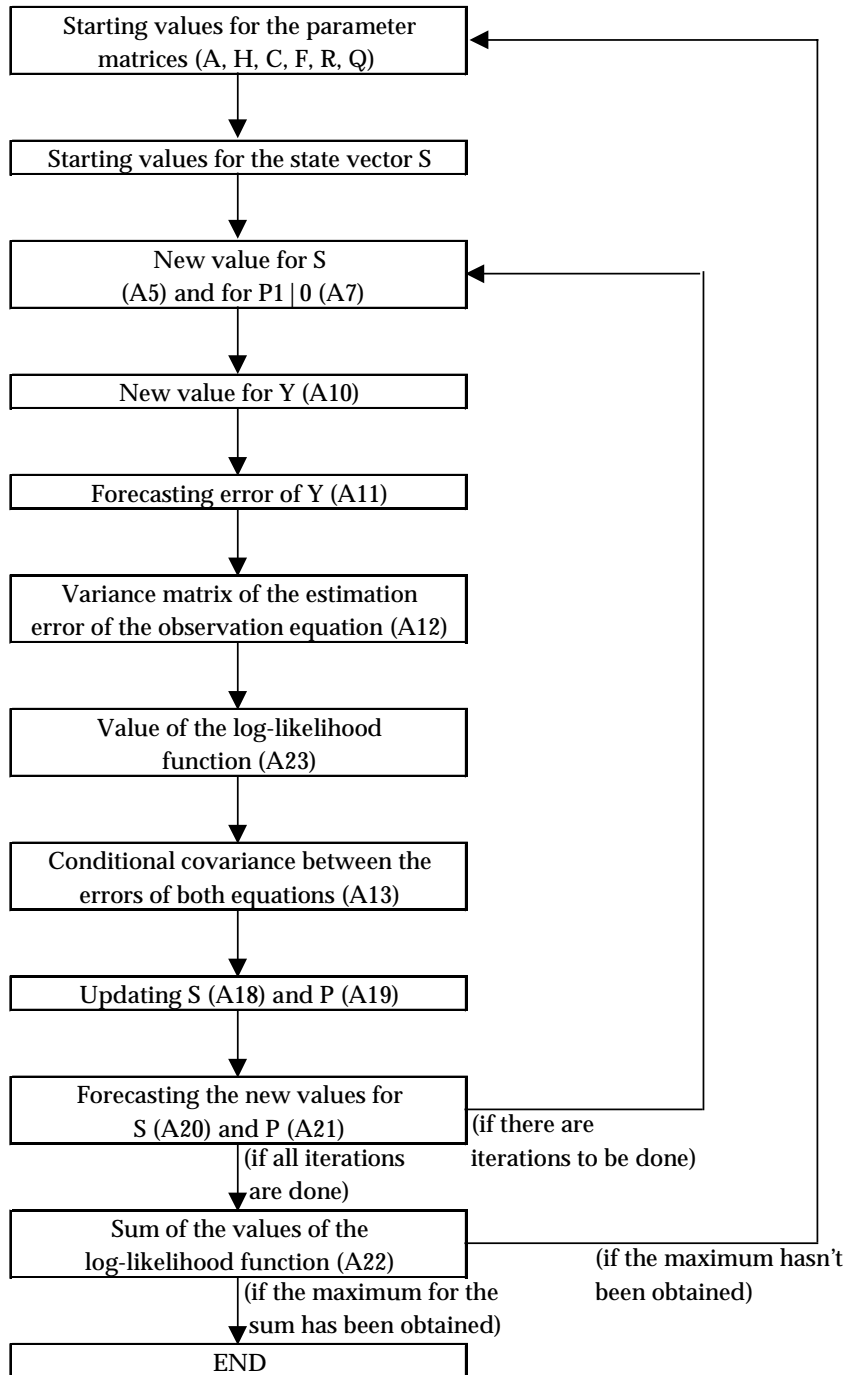 Starting values for the parameter
matrices (A, H, C, F, R, Q)
Starting values for the state vector S
New value for S
(A5) and for P1|0 (A7)
New value for Y (A10)
Forecasting error of Y (A11)
Variance matrix of the estimation
error of the observation equation (A12)
Value of the log-likelihood
function (A23)
Conditional covariance between the
errors of both equations (A13)
Updating S (A18) and P (A19)
Forecasting the new values for
S (A20) and P (A21)
(if there are
iterations to be done)
(if all iterations
are done)
Sum of the values of the
log-likelihood function (A22)
(if the maximum hasn't
been obtained)
(if the maximum for the
sum has been obtained)
END